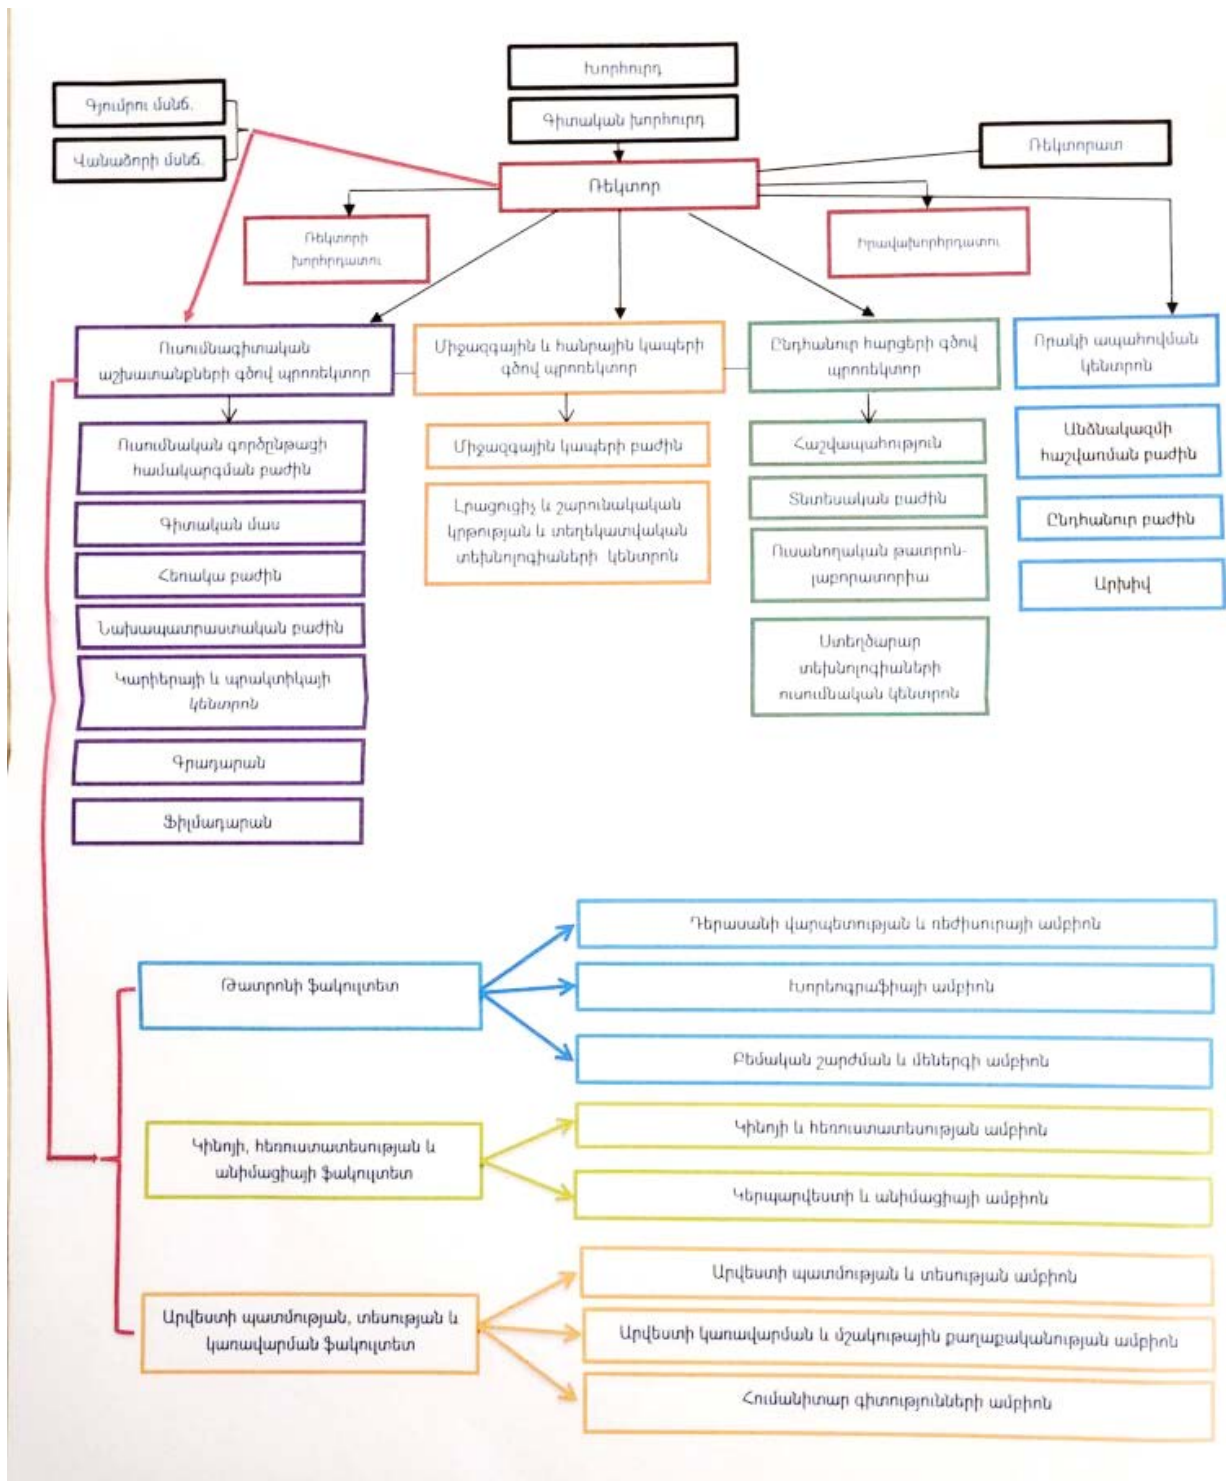 Խորհուրդ
Գյումրու մսնճ.
Գիտական խորհուրդ
Վանաձորի մսնճ.
Ռեկտորատ
Ռեկտոր
Ռեկտորի
խորհրդատու
Իրավախորհրդատու
Ուսումնագիտական
աշխատանքների գծով պրոռեկտոր
Միջազգային և հանրային կապերի
գծով պրոռեկտոր
Ընդհանուր հարցերի գծով
պրոռեկտոր
Որակի ապահովման
կենտրոն
Ուսումնական գործընթացի
համակարգման բաժին
Գիտական մաս
Հեռակա բաժին
Նախապատրաստական բաժին
Կարիերայի և պրակտիկայի
կենտրոն
Գրադարան
Ֆիլմադարան
Միջազգային կապերի բաժին
Լրացուցիչ և շարունակական
կրթության և տեղեկատվական
տեխնոլոգիաների կենտրոն
Հաշվապահություն
Տնտեսական բաժին
Ուսանողական թատրոն-
լաբորատորիա
Ստեղծարար
տեխնոլոգիաների
ուսումնական կենտրոն
Անձնակազմի
հաշվառման բաժին
Ընդհանուր բաժին
Արխիվ
Թատրոնի ֆակուլտետ
Դերասանի վարպետության և ռեժիսուրայի ամբիոն
Խորեոգրաֆիայի ամբիոն
Բեմական շարժման և մեներգի ամբիոն
Կինոյի, հեռուստատեսության և
անիմացիայի ֆակուլտետ
Կինոյի և հեռուստատեսության ամբիոն
Կերպարվեստի և անիմացիայի ամբիոն
Արվեստի պատմության, տեսության և
կառավարման ֆակուլտետ
Արվեստի պատմության և տեսության ամբիոն
Արվեստի կառավարման և մշակութային քաղաքականության ամբիոն
Հումանիտար գիտությունների ամբիոն